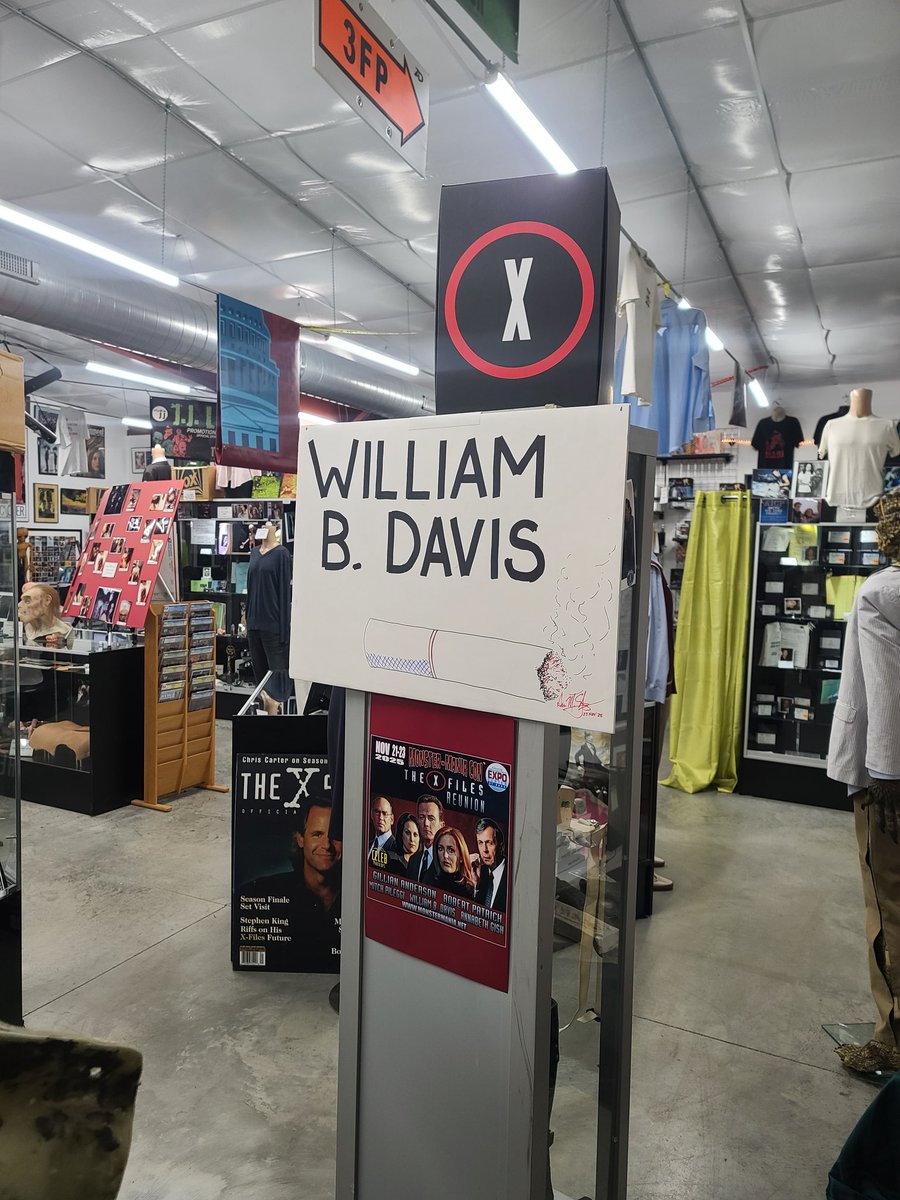 3FP
X
WILLIAM
B. DAVIS
J.J.
PROMOTION
Chris Carter on Season
THE X
OFFICIAL
Season Finale
Set Visit
Stephen King
Riffs on His
X-Files Future
NOV 21-23
2025
MONSTER-MANIA CON
THE X FILES
REUNION
EXPO
CELEB
GILLIAN ANDERSON ROBERT PATRICK
MITCH PILEGGI WILLIAM B. DAVIS ANNABETH GISH
WWW.MONSTERMANIA.NET